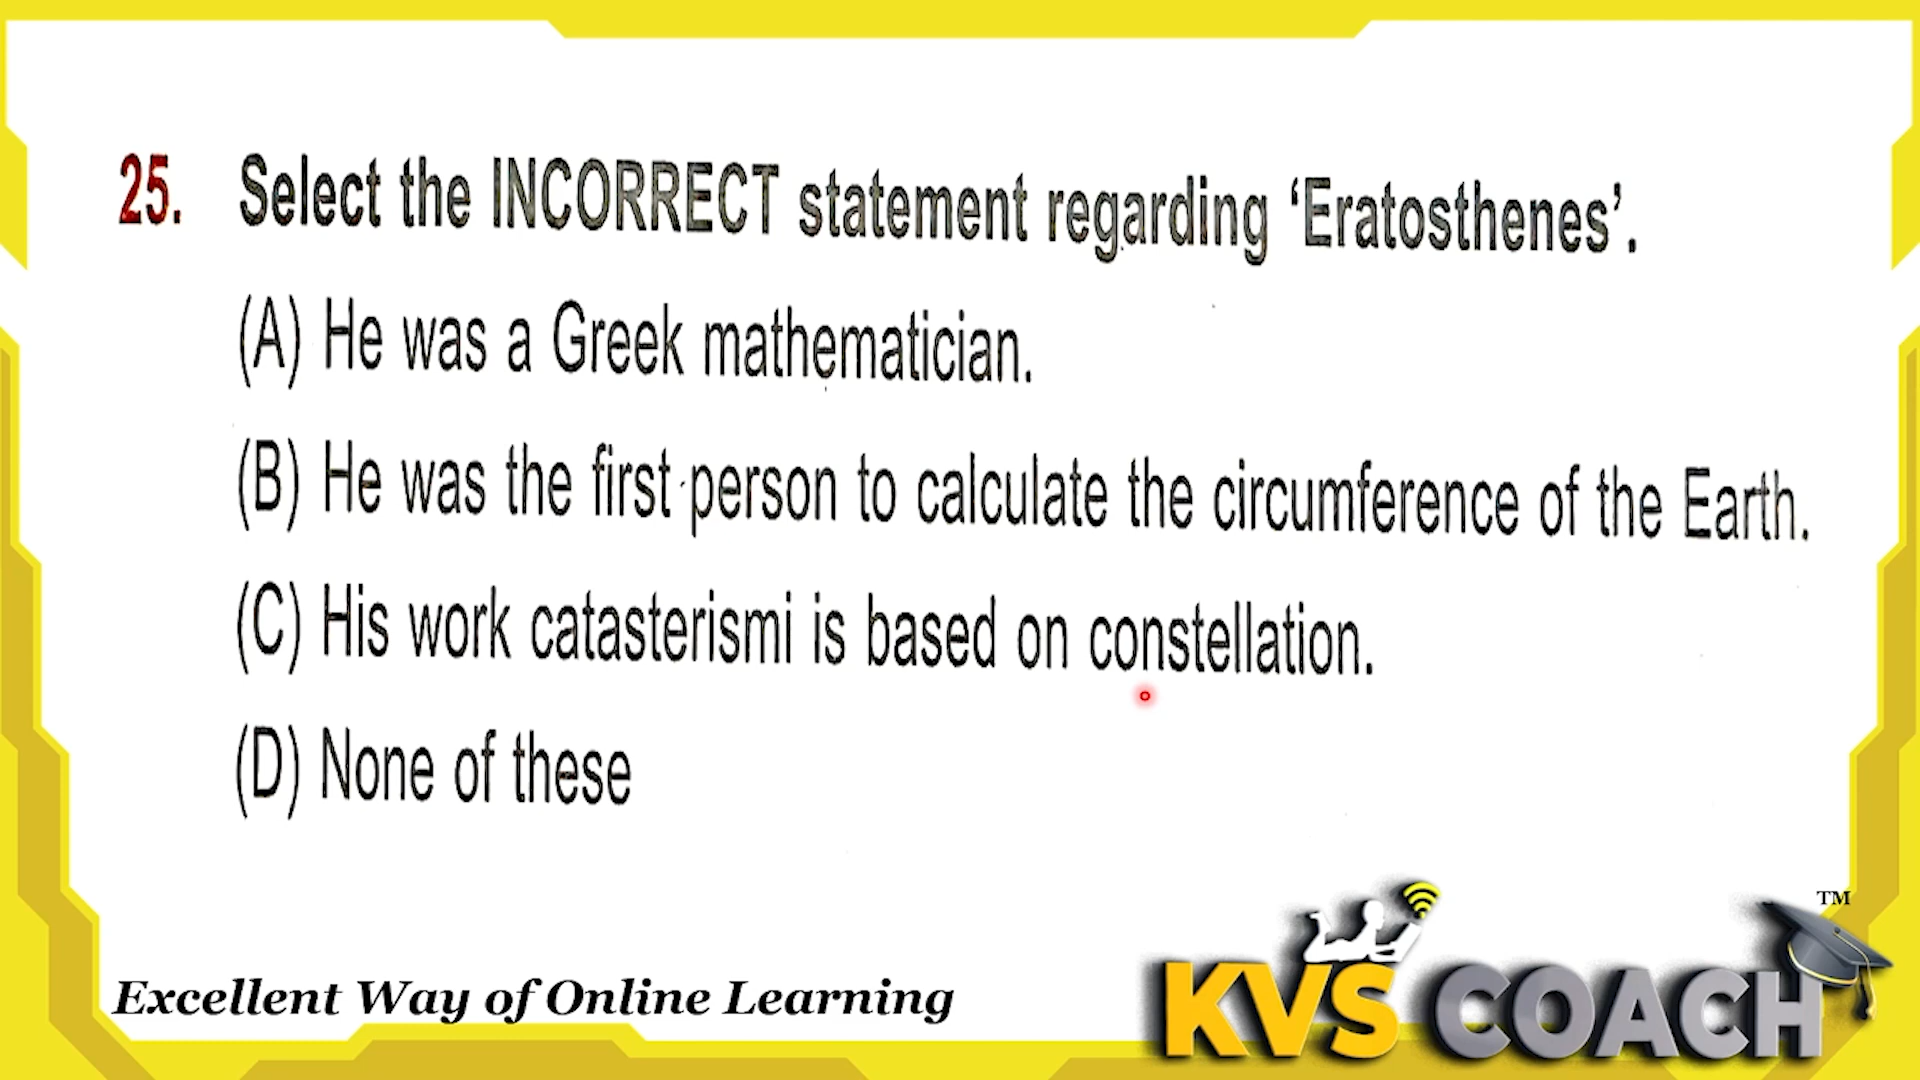 25. Select the INCORRECT statement regarding ‘Eratosthenes’.
(A) He was a Greek mathematician.
(B) He was the first person to calculate the circumference of the Earth.
(C) His work catasterismi is based on constellation.
(D) None of these
TM
Excellent Way of Online Learning
KVS COACH